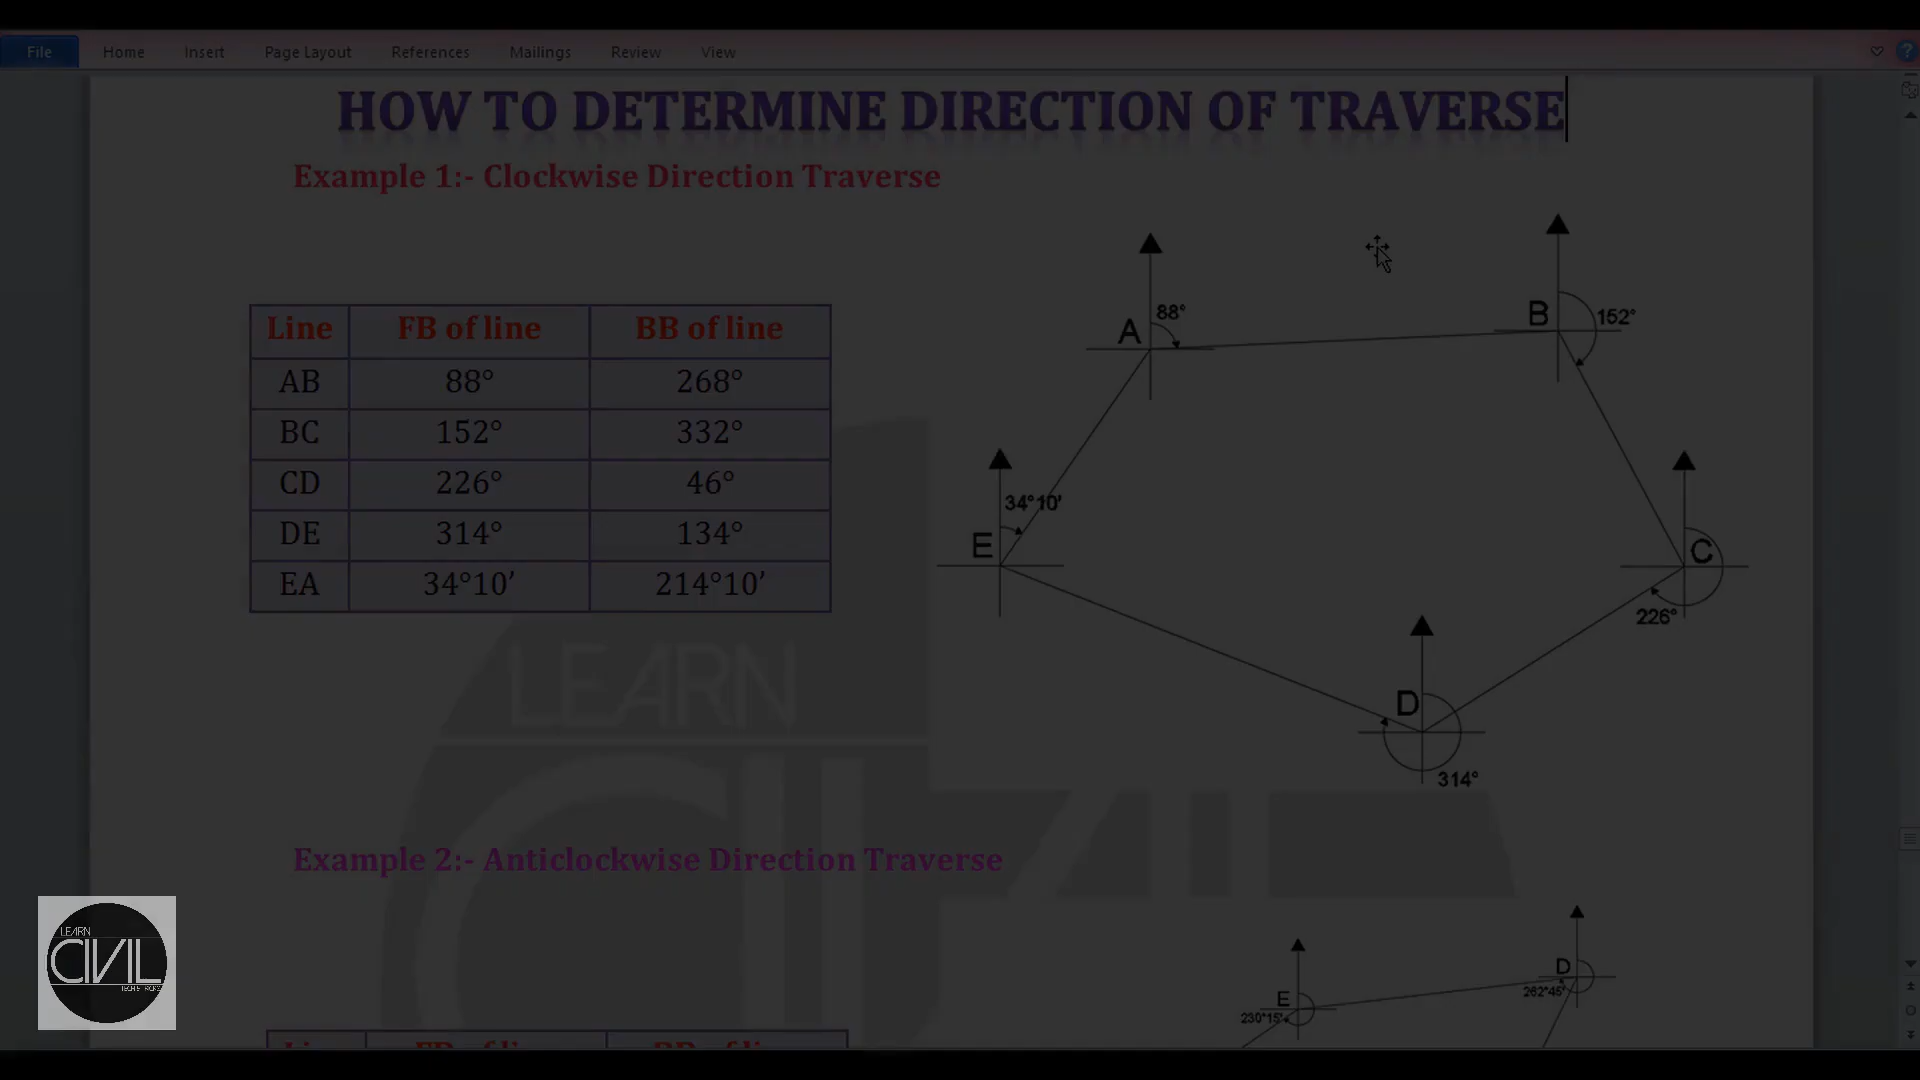 File Home Insert Page Layout References Mailings Review View
HOW TO DETERMINE DIRECTION OF TRAVERSE
Example 1:- Clockwise Direction Traverse
Line FB of line BB of line
AB 88° 268°
BC 152° 332°
CD 226° 46°
DE 314° 134°
EA 34°10’ 214°10’
A
88°
B
152°
34°10'
E
C
226°
D
314°
LEARN
CIVIL
Example 2:- Anticlockwise Direction Traverse
D
262°45'
E
230°15'
LEARN
CIVIL